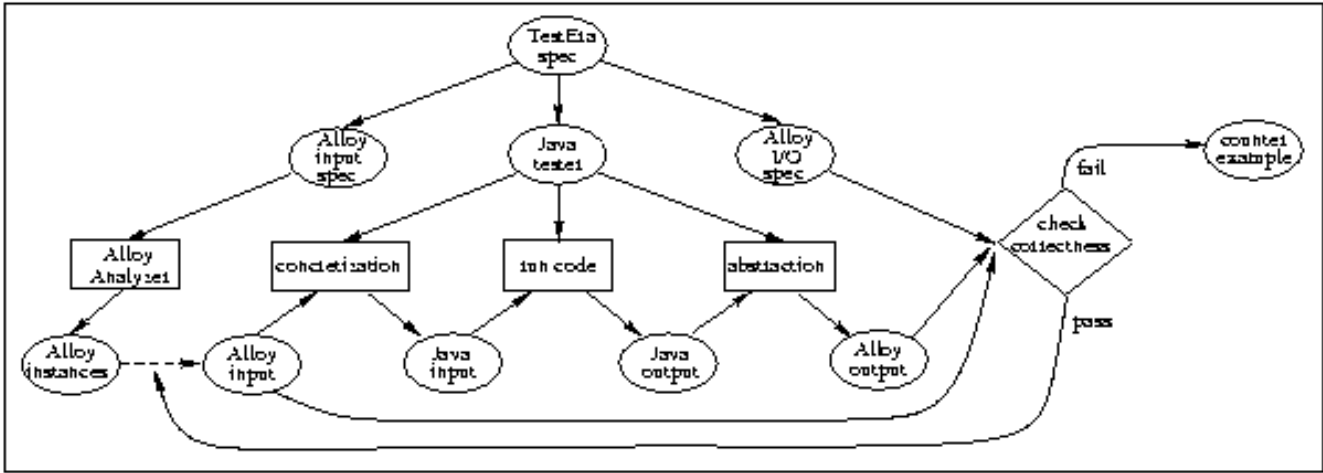 TestEra
spec
Alloy
input
spec
Java
tester
Alloy
I/O
spec
counter
example
fail
check
correctness
Alloy
Analyzer
concretization
run code
abstraction
pass
Alloy
instances
Alloy
input
Java
input
Java
output
Alloy
output